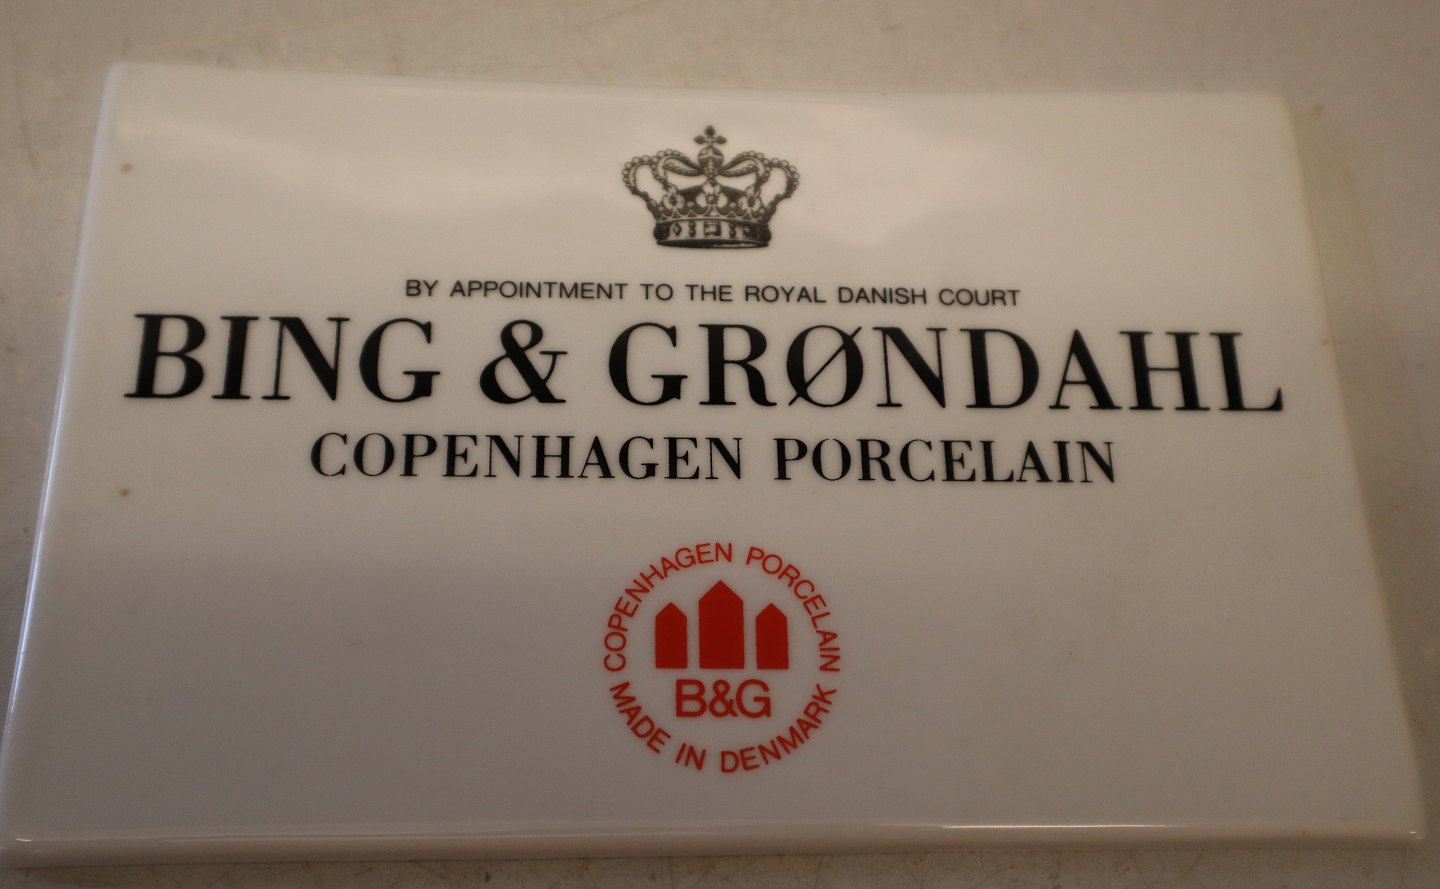 BY APPOINTMENT TO THE ROYAL DANISH COURT
BING & GRØNDAHL
COPENHAGEN PORCELAIN
COPENHAGEN PORCELAIN
B&G
MADE IN DENMARK